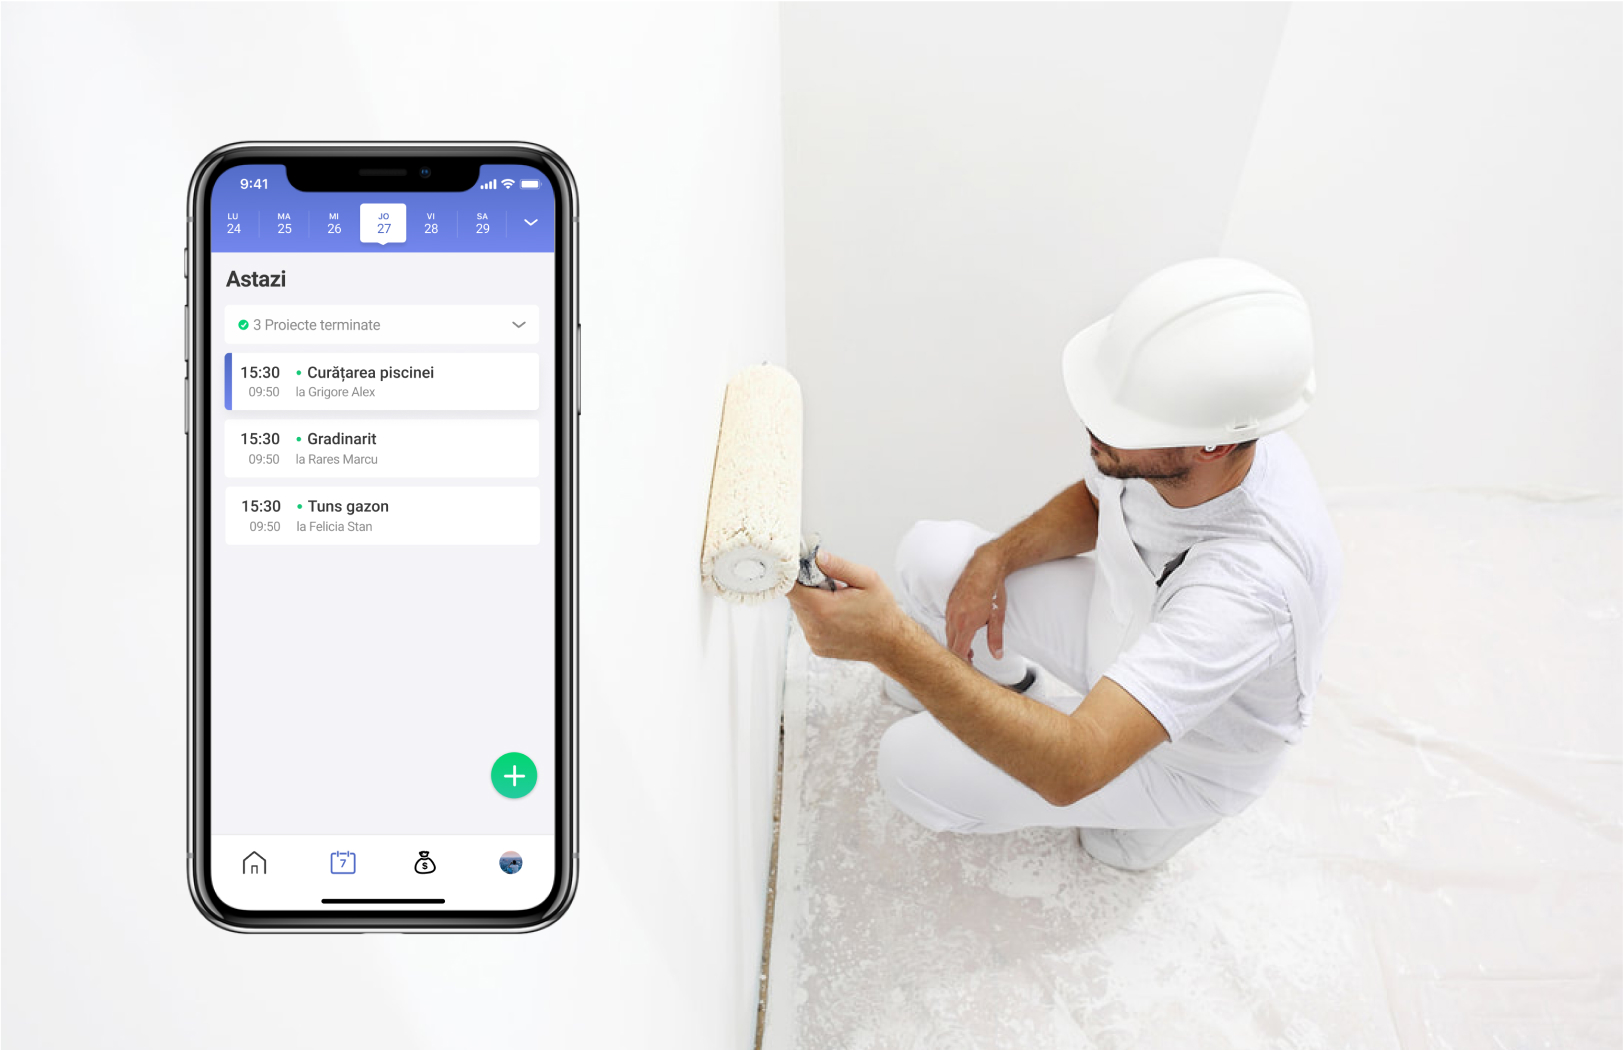 9:41
LU MA MI JO VI SA
24 25 26 27 28 29
Astazi
3 Proiecte terminate
15:30 • Curățarea piscinei
09:50 la Grigore Alex
15:30 • Gradinarit
09:50 la Rares Marcu
15:30 • Tuns gazon
09:50 la Felicia Stan
+
7 $